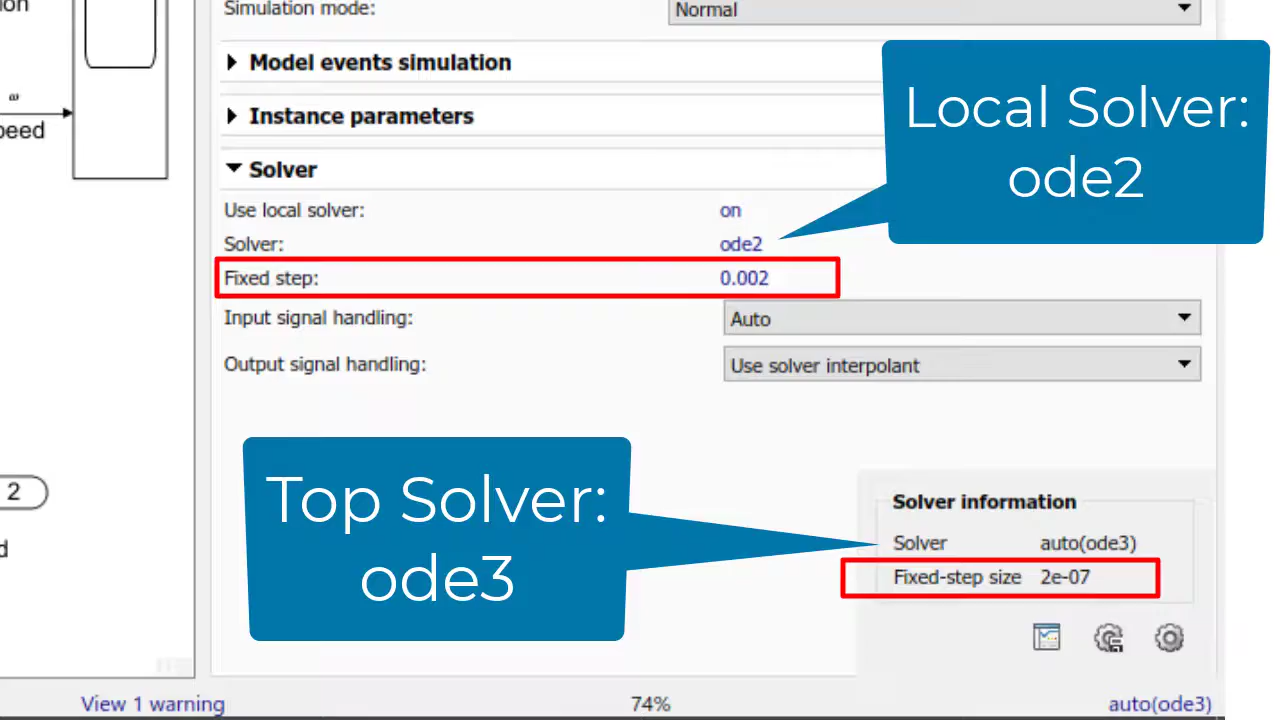 Simulation mode:
Normal
Model events simulation
Instance parameters
Solver
Use local solver:
on
Solver:
ode2
Fixed step:
0.002
Input signal handling:
Auto
Output signal handling:
Use solver interpolant
Local Solver:
ode2
ω
2
Top Solver:
ode3
Solver information
Solver
auto(ode3)
Fixed-step size
2e-07
View 1 warning
74%
auto(ode3)